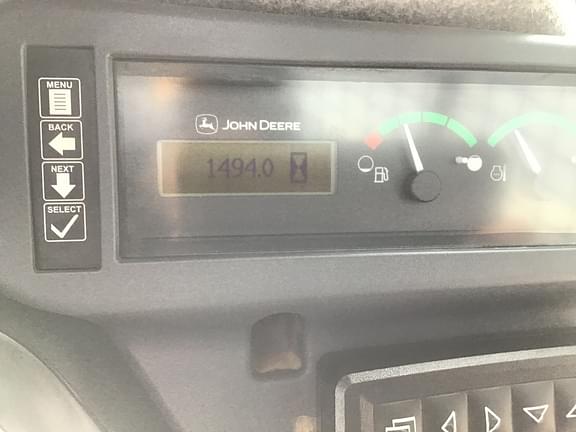 MENU
BACK
NEXT
SELECT
JOHN DEERE
1494.0